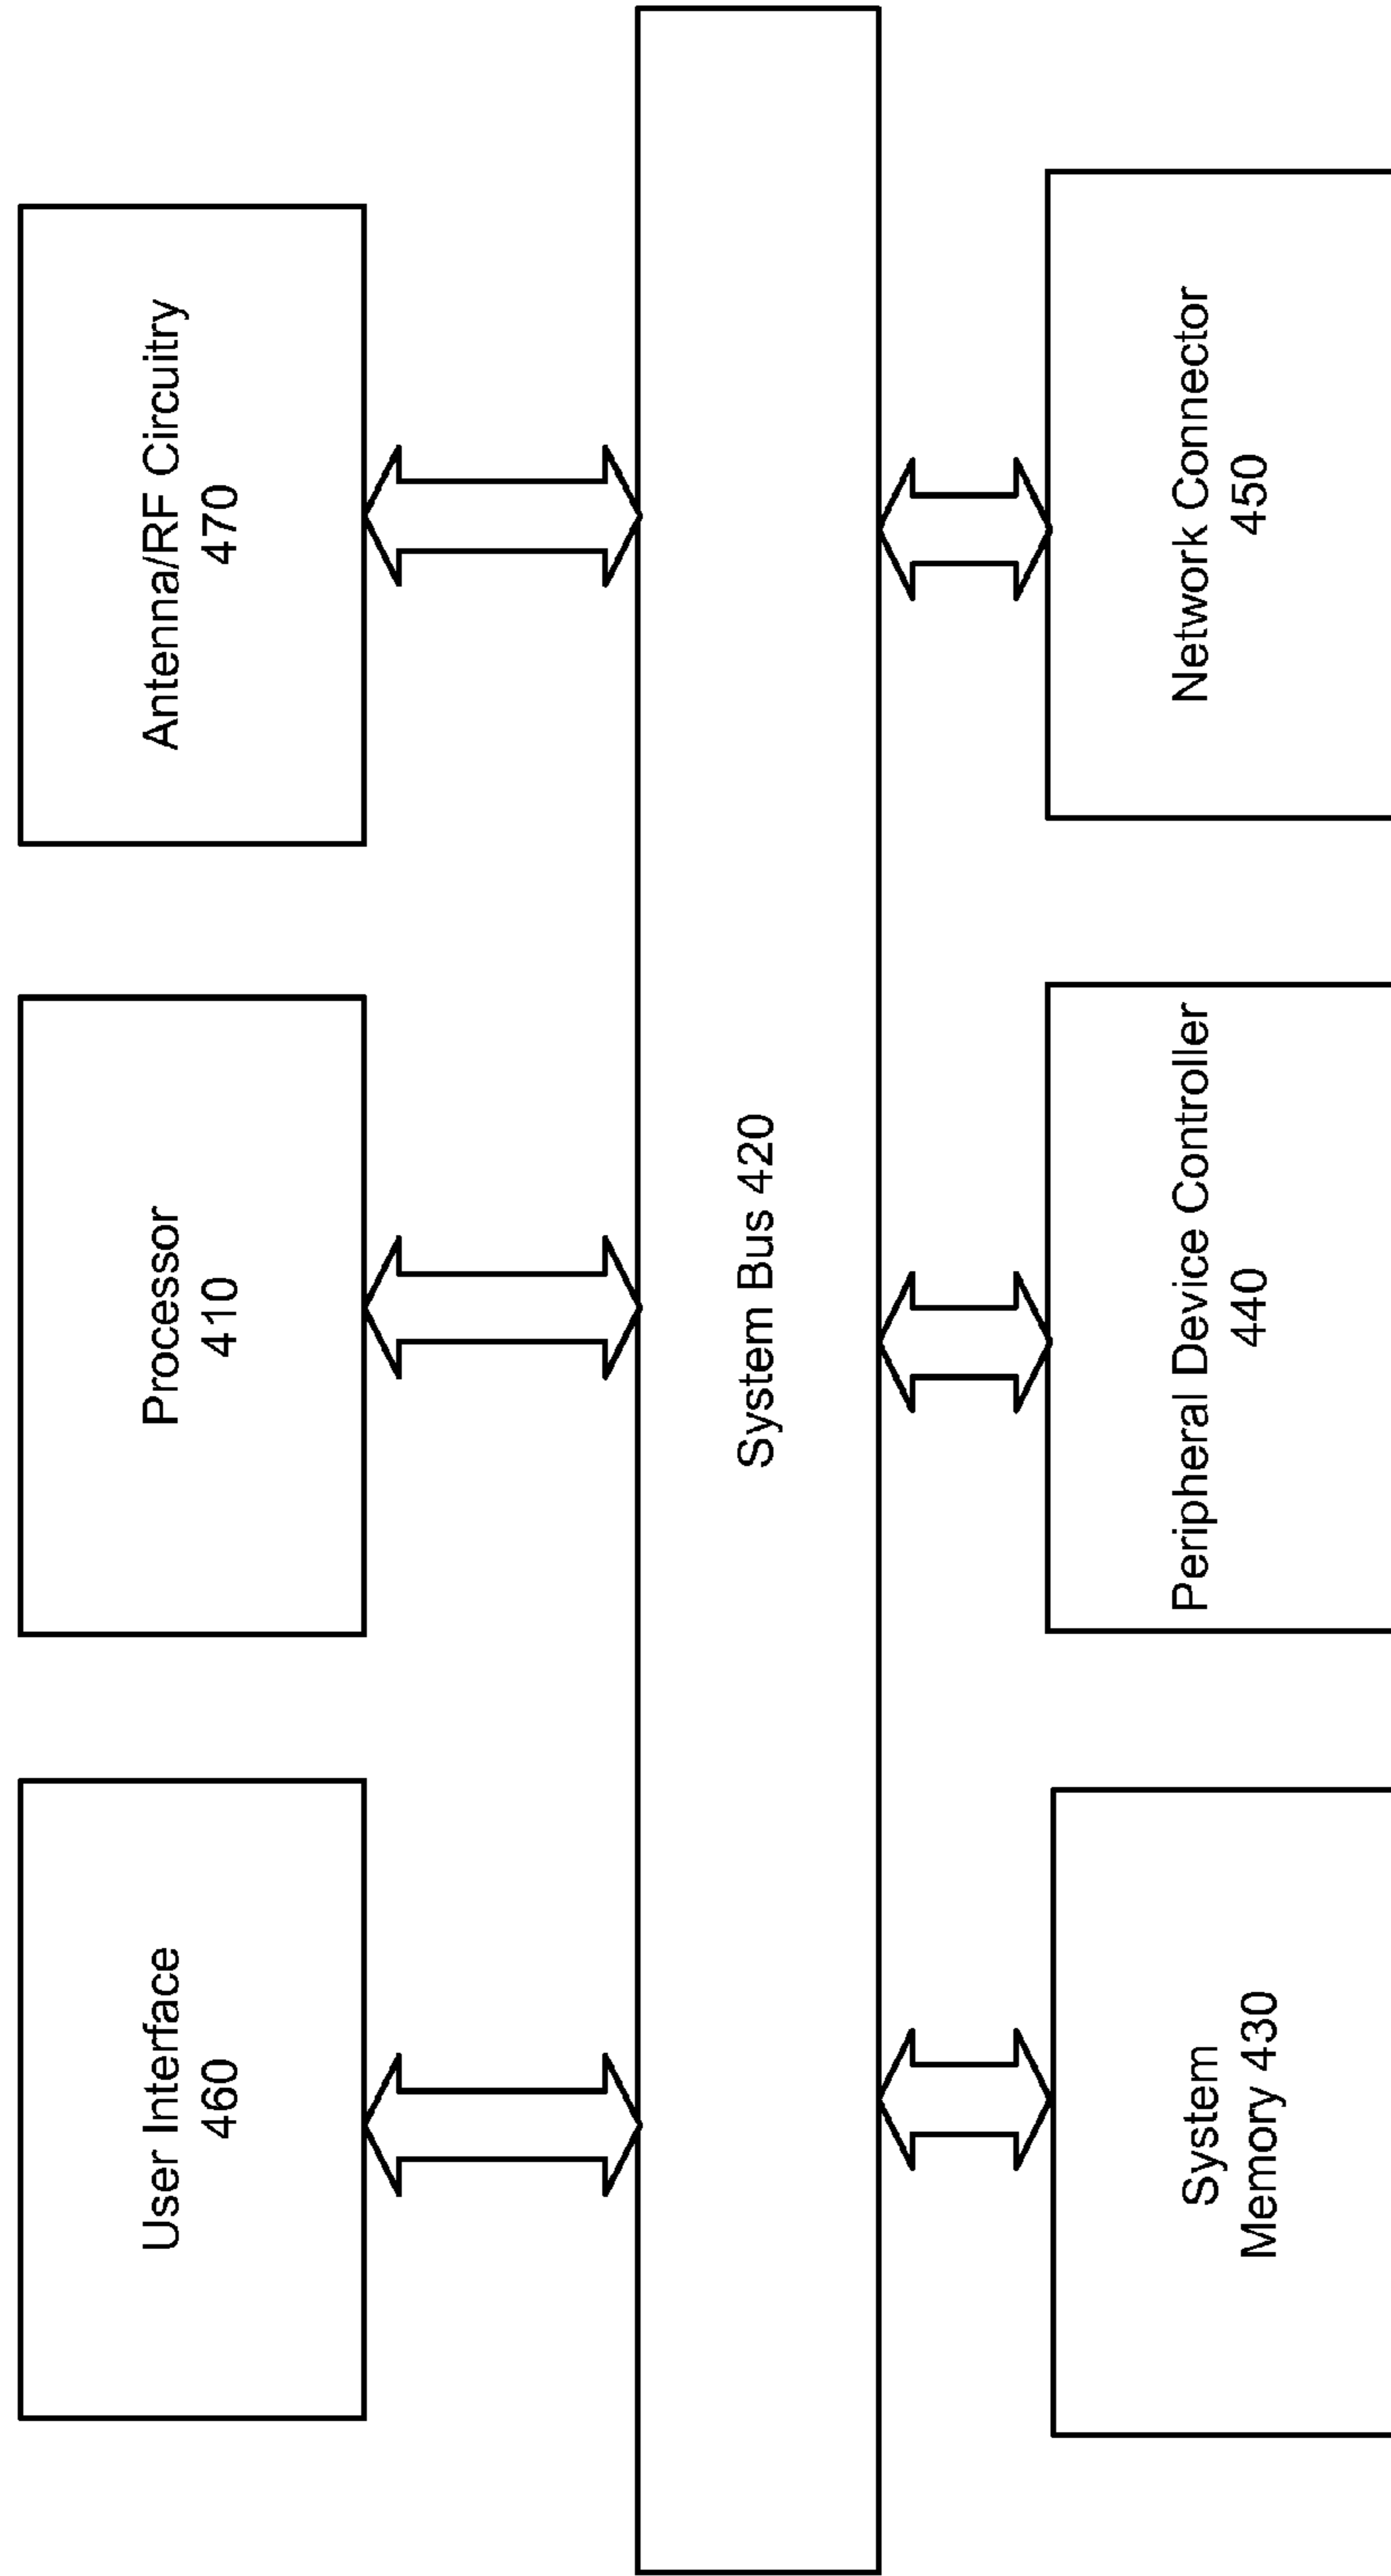 User Interface
460
Processor
410
Antenna/RF Circuitry
470
System Bus 420
System
Memory 430
Peripheral Device Controller
440
Network Connector
450